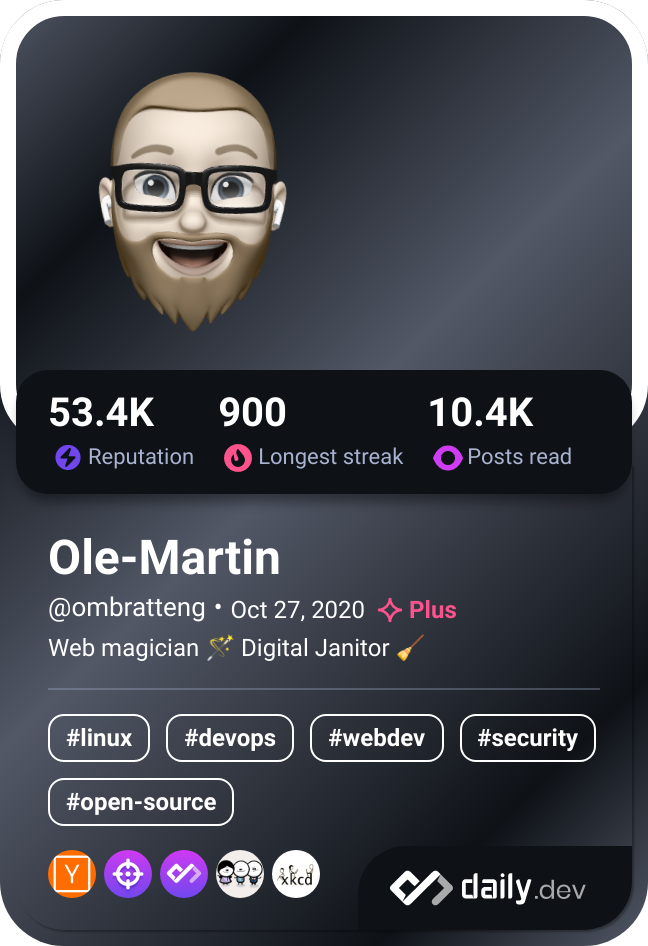 53.4K 900 10.4K
Reputation Longest streak Posts read
Ole-Martin
@ombratteng • Oct 27, 2020 Plus
Web magician 🪄 Digital Janitor 🧹
#linux #devops #webdev #security
#open-source
Y xkcd daily.dev